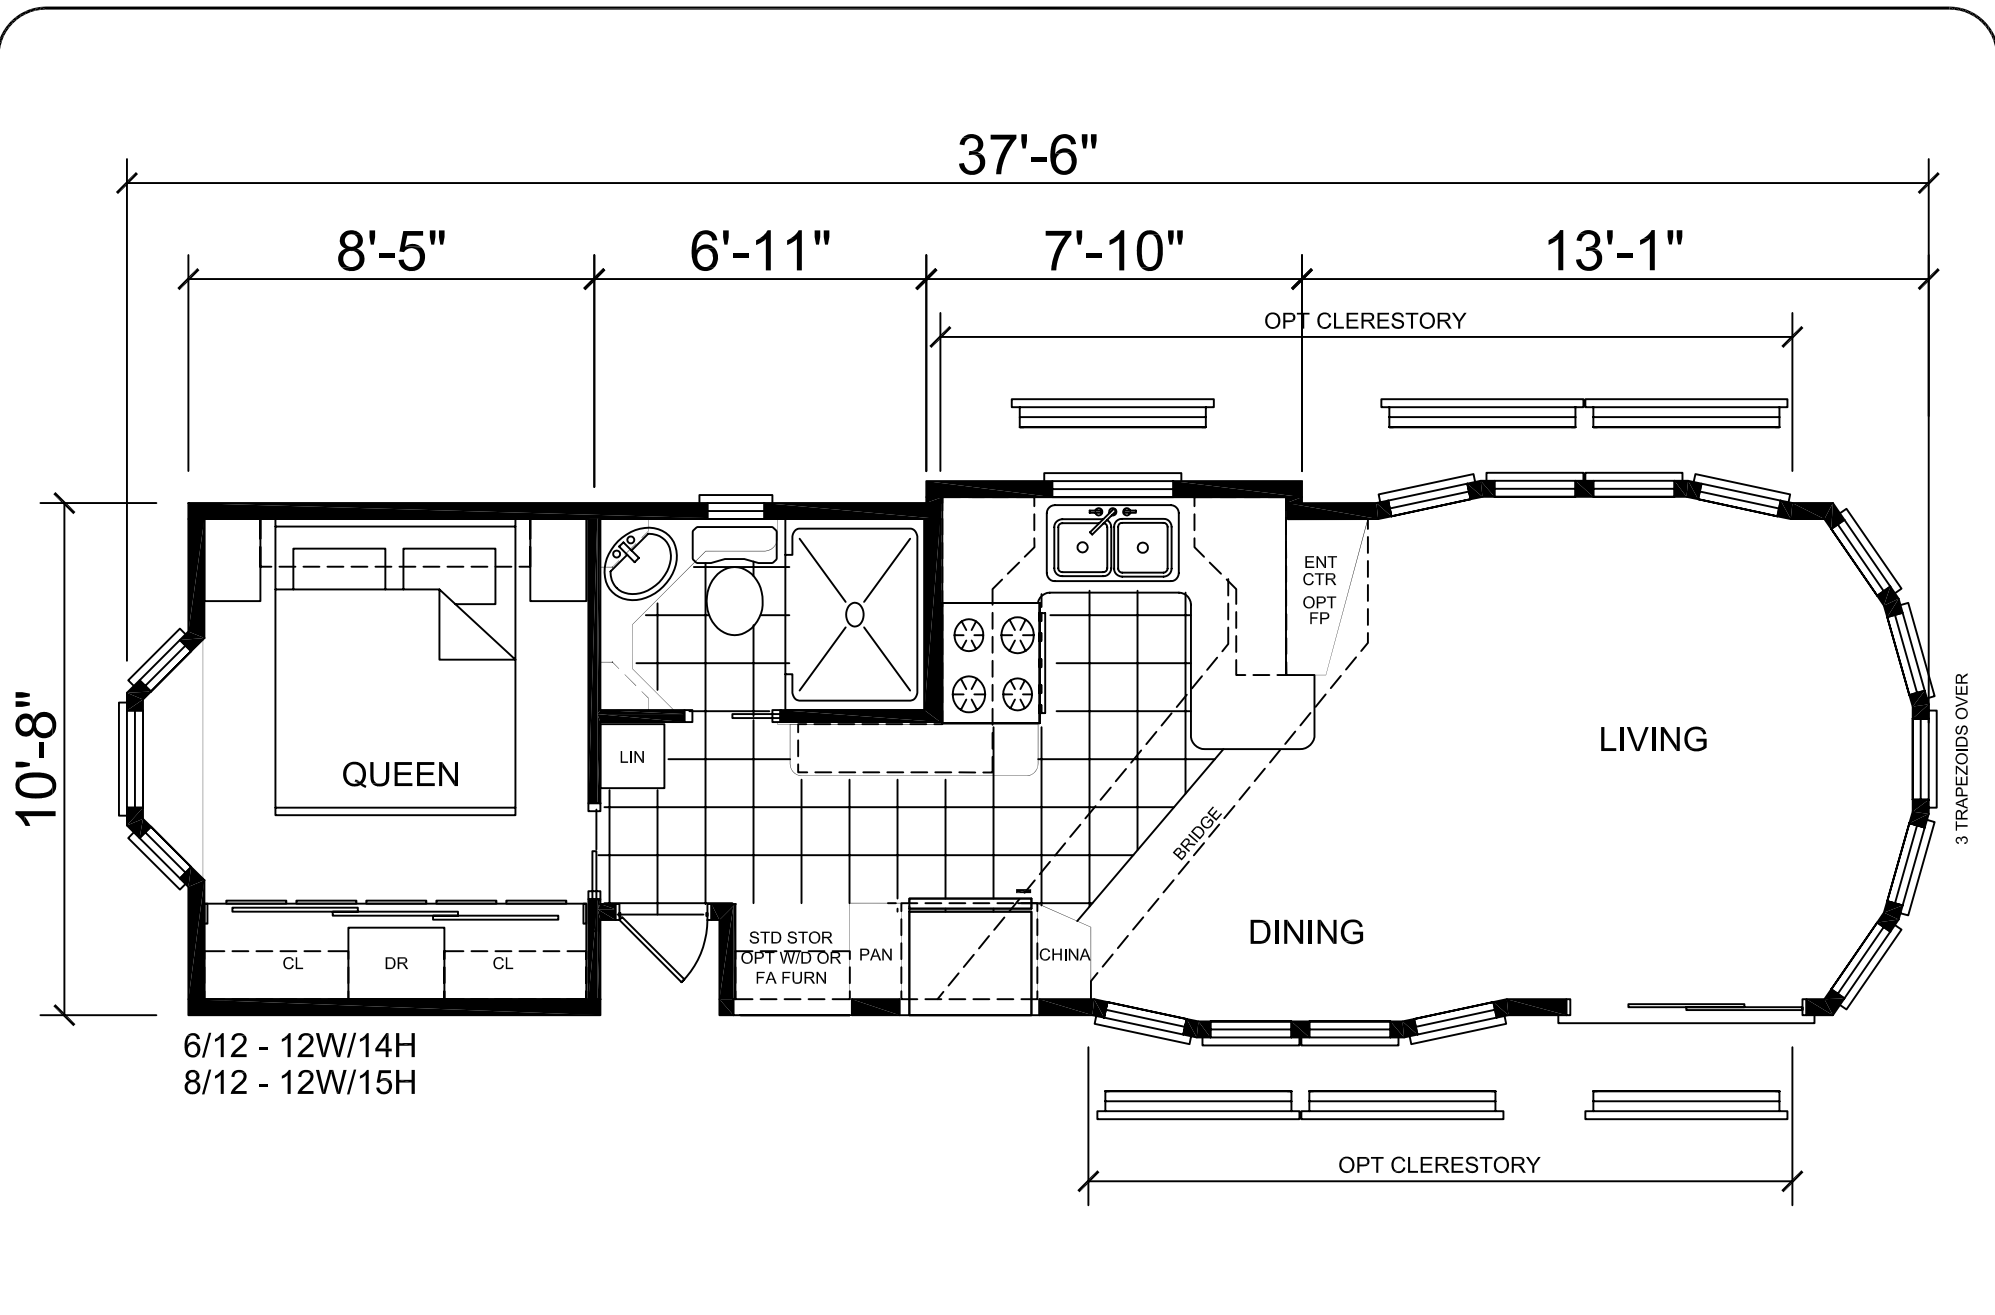 37'-6"
8'-5"
6'-11"
7'-10"
13'-1"
OPT CLERESTORY
ENT
CTR
OPT
FP
10'-8"
QUEEN
LIN
LIVING
3 TRAPEZOIDS OVER
BRIDGE
DINING
CL
DR
CL
STD STOR
OPT W/D OR
FA FURN
PAN
CHINA
6/12 - 12W/14H
8/12 - 12W/15H
OPT CLERESTORY